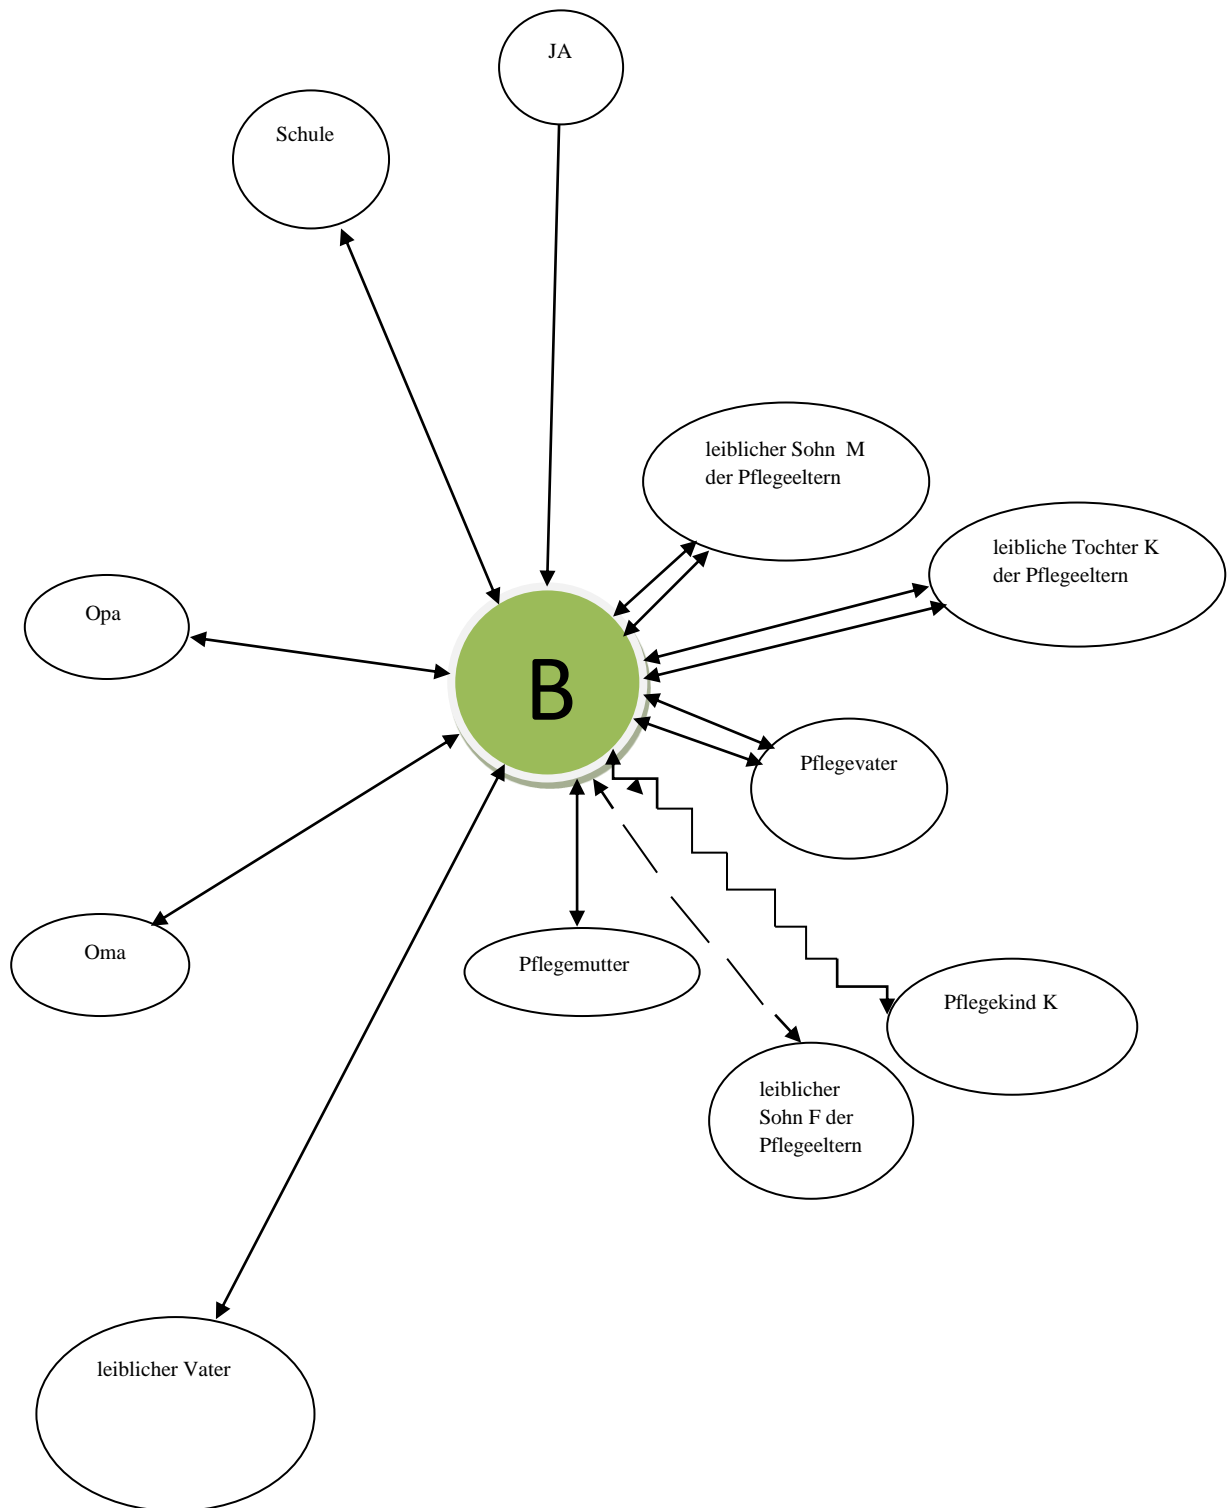 JA
Schule
leiblicher Sohn  M
der Pflegeeltern
leibliche Tochter K
der Pflegeeltern
Opa
B
Pflegevater
Oma
Pflegemutter
Pflegekind K
leiblicher
Sohn F der
Pflegeeltern
leiblicher Vater